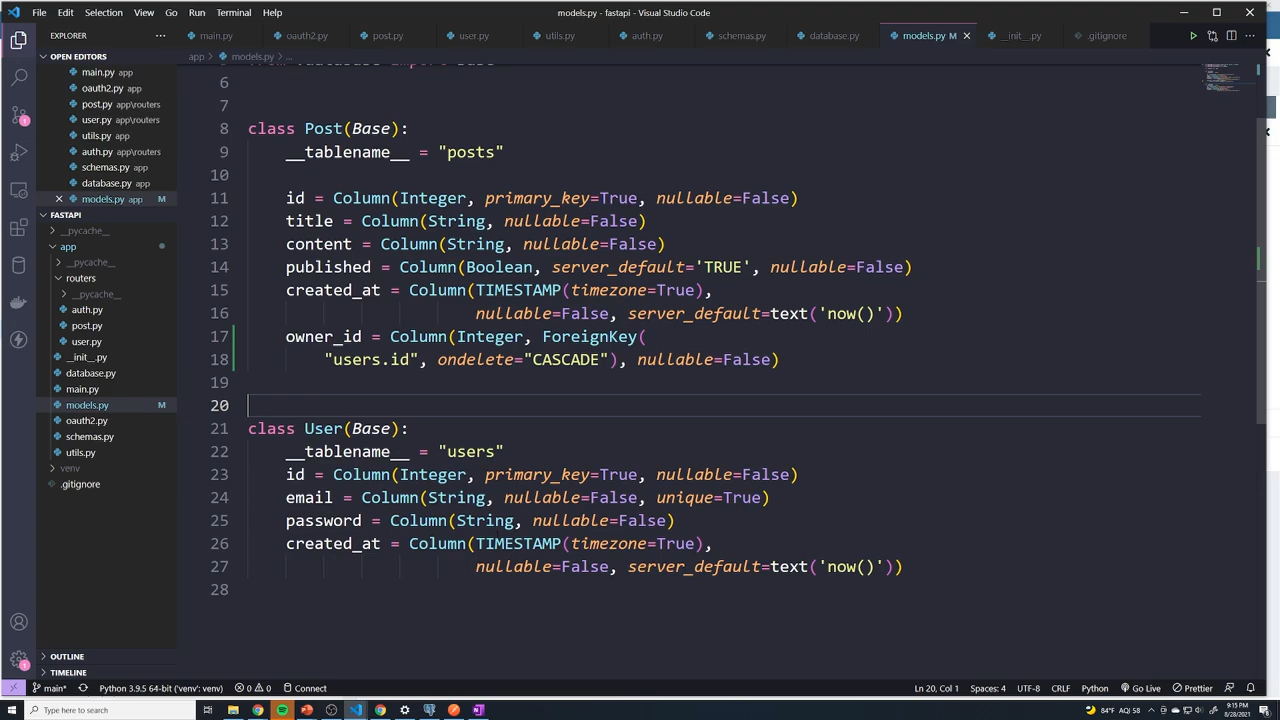 File Edit Selection View Go Run Terminal Help
models.py - fastapi - Visual Studio Code
EXPLORER
main.py oauth2.py post.py user.py utils.py auth.py schemas.py database.py models.py M __init__.py .gitignore
app > models.py > ...
OPEN EDITORS
main.py app
oauth2.py app
post.py app\routers
user.py app\routers
utils.py app
auth.py app\routers
schemas.py app
database.py app
models.py app M
FASTAPI
__pycache__
app
__pycache__
routers
__pycache__
auth.py
post.py
user.py
__init__.py
database.py
main.py
models.py M
oauth2.py
schemas.py
utils.py
venv
.gitignore
OUTLINE
TIMELINE
6
7
8 class Post(Base):
9 __tablename__ = "posts"
10
11 id = Column(Integer, primary_key=True, nullable=False)
12 title = Column(String, nullable=False)
13 content = Column(String, nullable=False)
14 published = Column(Boolean, server_default='TRUE', nullable=False)
15 created_at = Column(TIMESTAMP(timezone=True),
16 nullable=False, server_default=text('now()'))
17 owner_id = Column(Integer, ForeignKey(
18 "users.id", ondelete="CASCADE"), nullable=False)
19
20
21 class User(Base):
22 __tablename__ = "users"
23 id = Column(Integer, primary_key=True, nullable=False)
24 email = Column(String, nullable=False, unique=True)
25 password = Column(String, nullable=False)
26 created_at = Column(TIMESTAMP(timezone=True),
27 nullable=False, server_default=text('now()'))
28
main* Python 3.9.5 64-bit ('venv': venv) 0 0 Connect
Ln 20, Col 1 Spaces: 4 UTF-8 CRLF Python Go Live Prettier
Type here to search
84°F AQI 58
9:15 PM
8/28/2021